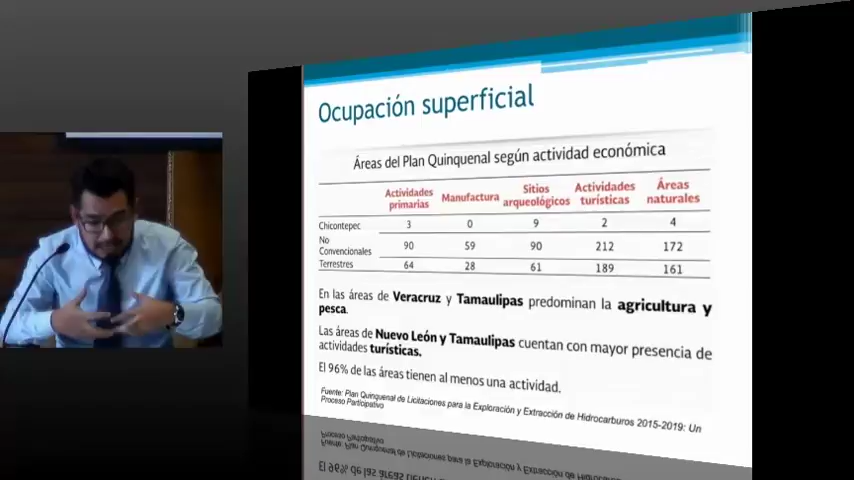 Ocupación superficial
Áreas del Plan Quinquenal según actividad económica
Actividades primarias Manufactura Sitios arqueológicos Actividades turísticas Áreas naturales
Chicontepec 3 0 9 2 4
No Convencionales 90 59 90 212 172
Terrestres 64 28 61 189 161
En las áreas de Veracruz y Tamaulipas predominan la agricultura y
pesca.
Las áreas de Nuevo León y Tamaulipas cuentan con mayor presencia de
actividades turísticas.
El 96% de las áreas tienen al menos una actividad.
Fuente: Plan Quinquenal de Licitaciones para la Exploración y Extracción de Hidrocarburos 2015-2019: Un
Proceso Participativo